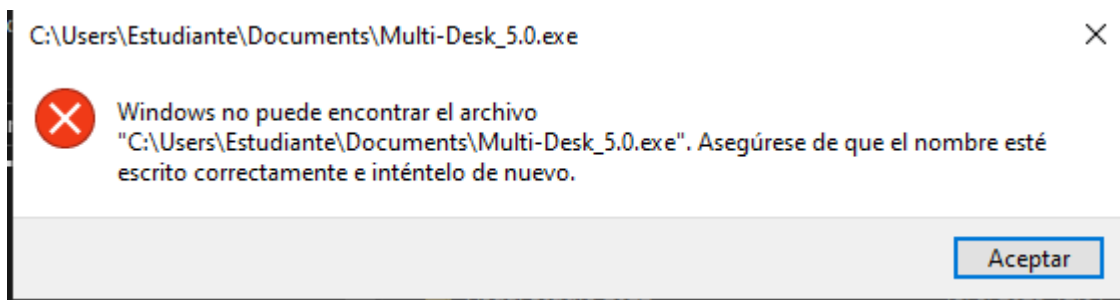 C:\Users\Estudiante\Documents\Multi-Desk_5.0.exe
Windows no puede encontrar el archivo
"C:\Users\Estudiante\Documents\Multi-Desk_5.0.exe". Asegúrese de que el nombre esté
escrito correctamente e inténtelo de nuevo.
Aceptar